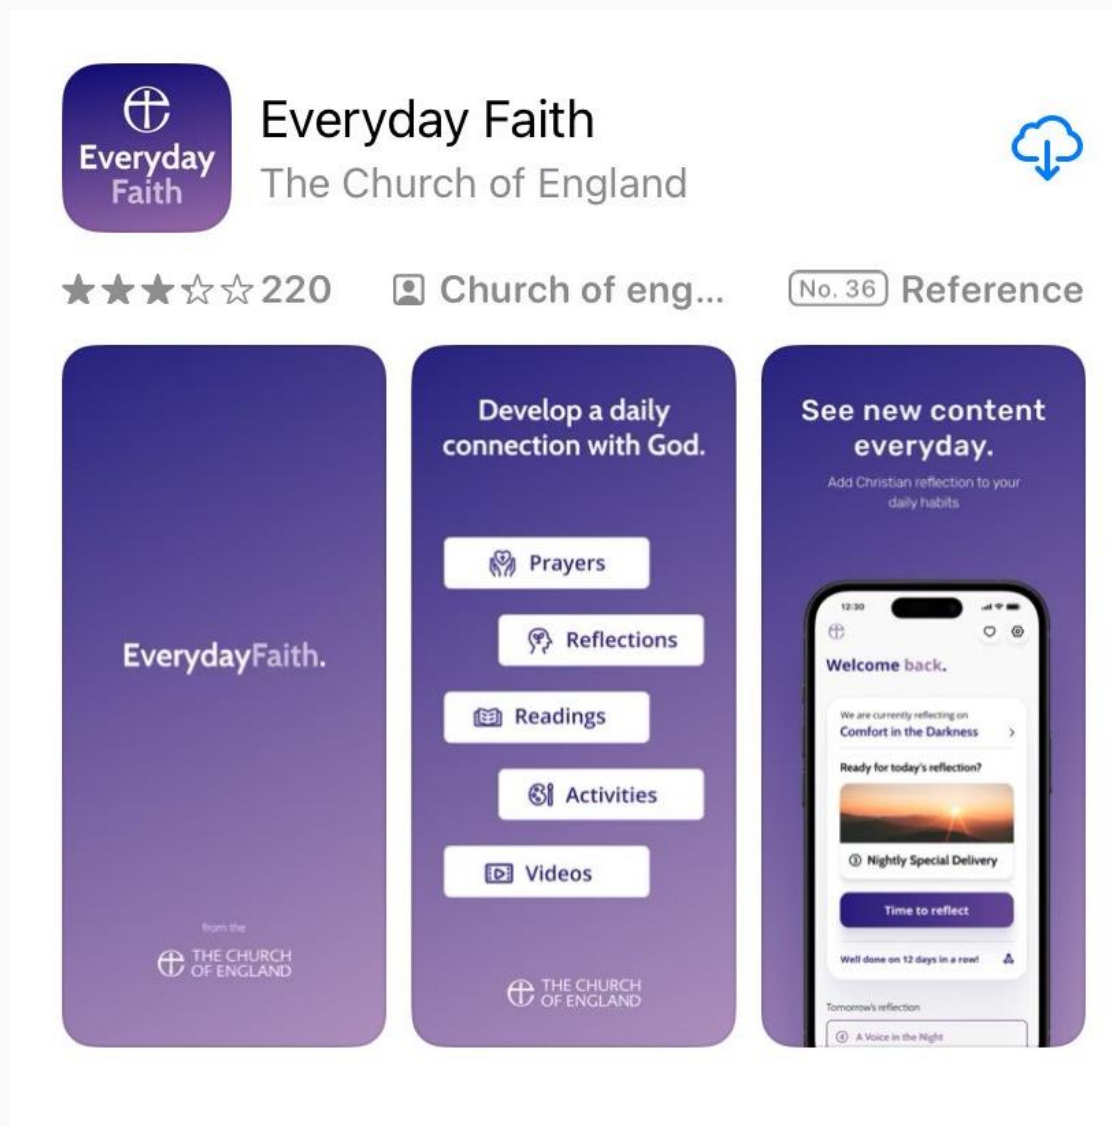 Everyday
Faith
Everyday Faith
The Church of England
220
Church of eng...
No. 36 Reference
EverydayFaith.
from the
THE CHURCH
OF ENGLAND
Develop a daily
connection with God.
Prayers
Reflections
Readings
Activities
Videos
THE CHURCH
OF ENGLAND
See new content
everyday.
Add Christian reflection to your
daily habits
12:30
Welcome back.
We are currently reflecting on
Comfort in the Darkness
Ready for today's reflection?
3 Nightly Special Delivery
Time to reflect
Well done on 12 days in a row!
Tomorrow's reflection
4 A Voice in the Night